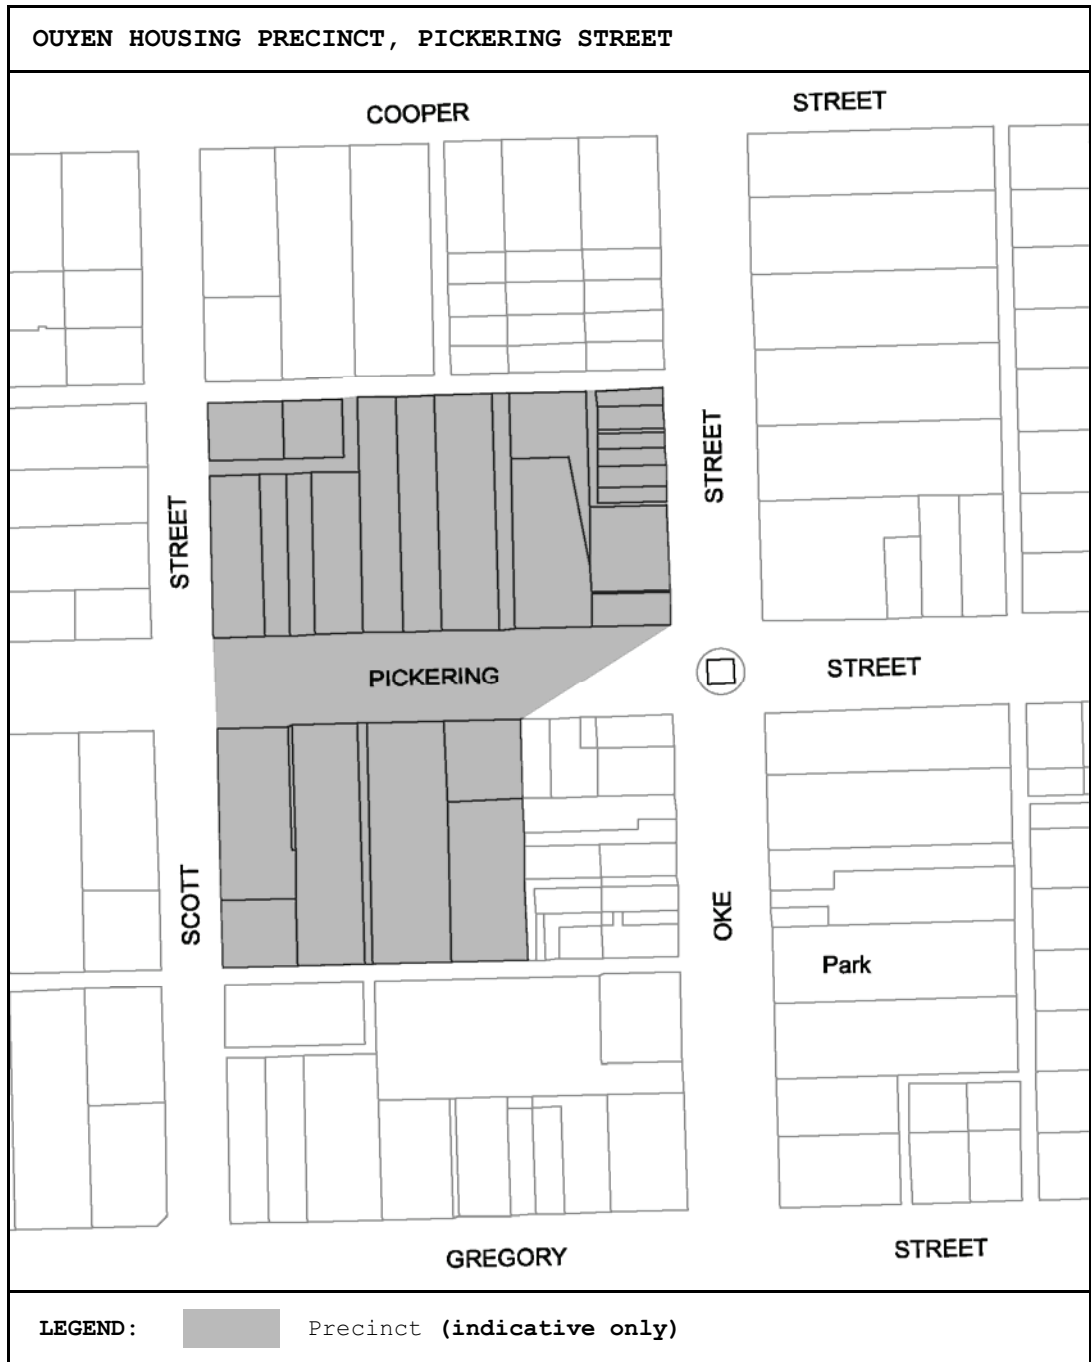 OUYEN HOUSING PRECINCT, PICKERING STREET
COOPER STREET
STREET
STREET
PICKERING STREET
SCOTT
OKE
Park
GREGORY STREET
LEGEND: Precinct (indicative only)